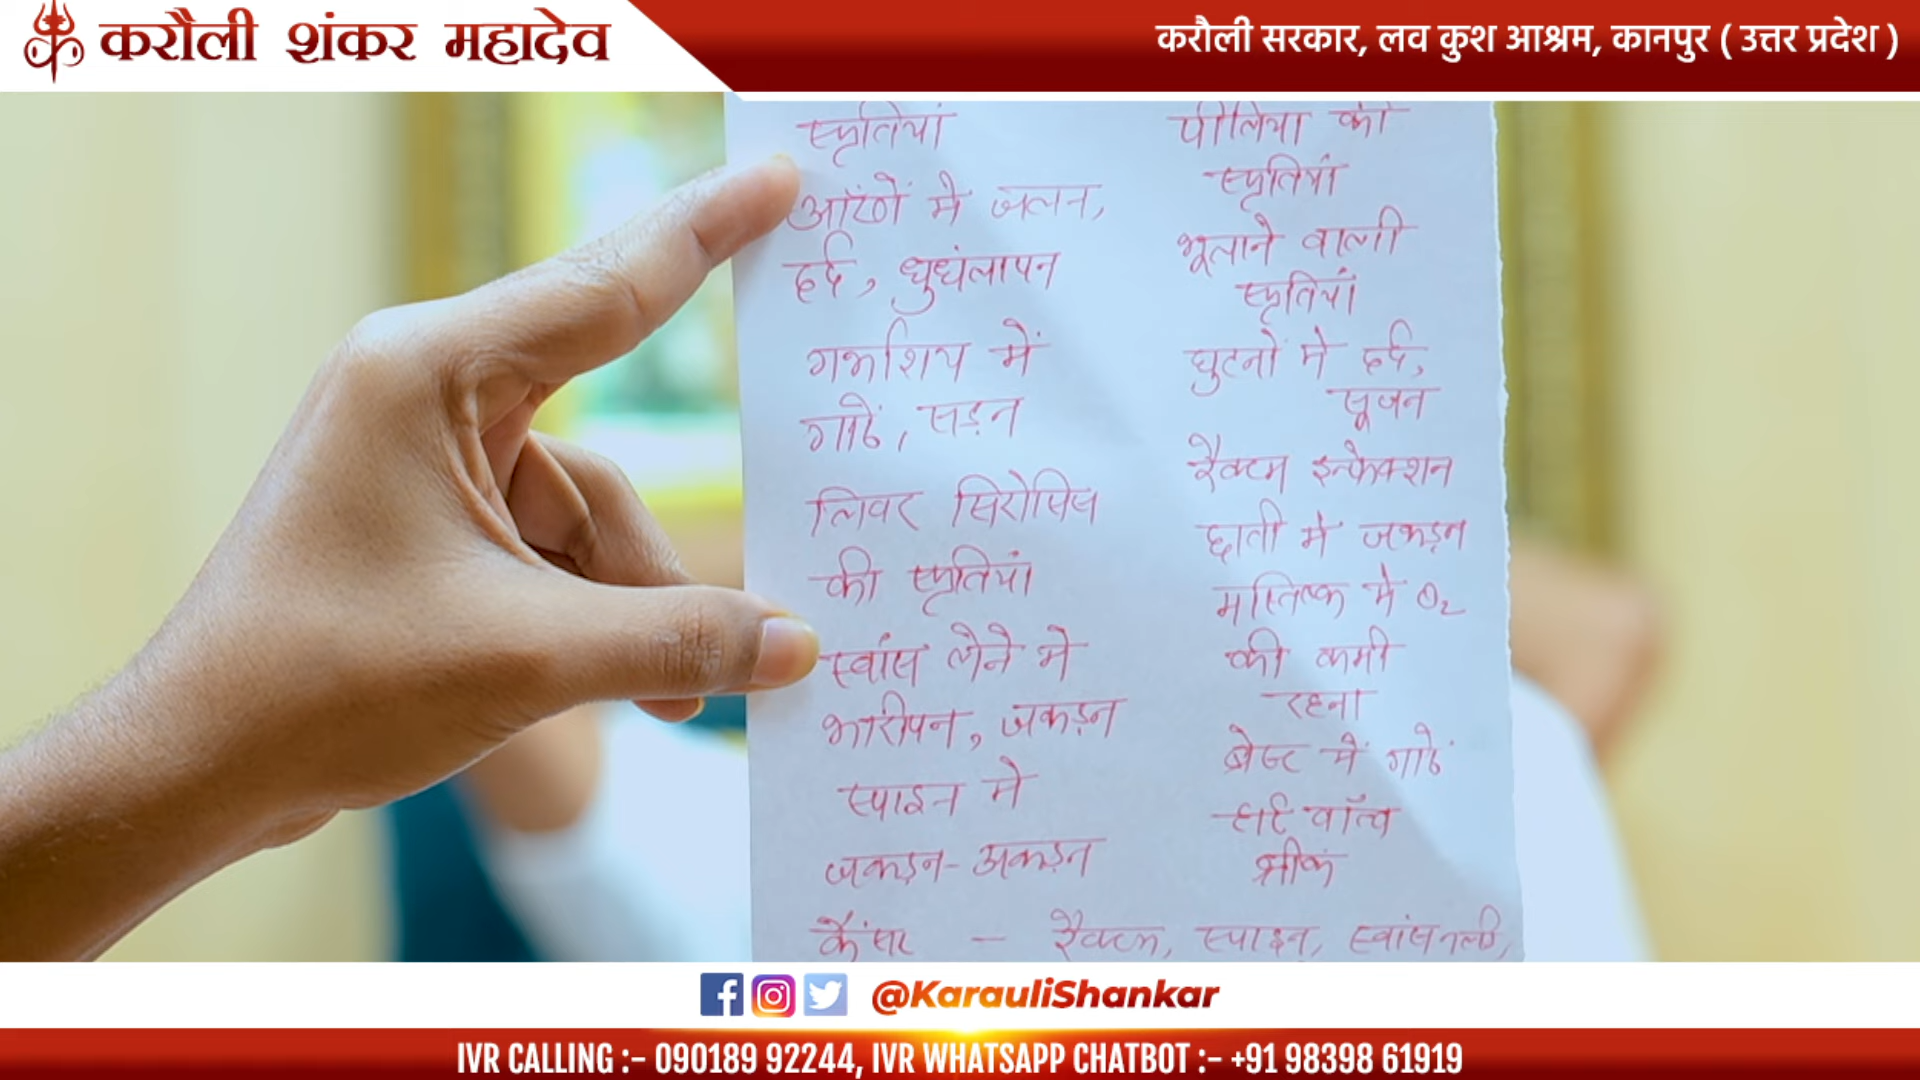 करौली शंकर महादेव
करौली सरकार, लव कुश आश्रम, कानपुर ( उत्तर प्रदेश )
स्मृतियां
आँखों में जलन,
दर्द, धुधंलापन
गर्भाशय में
गांठें, सड़न
लिवर सिरोसिस
की स्मृतियां
स्वांस लेने में
भारीपन, जकड़न
स्पाइन में
जकड़न-अकड़न
पीलिया की
स्मृतियां
भूलाने वाली
स्मृतियां
घुटनों में दर्द,
सूजन
रैक्टम इन्फेक्शन
छाती में जकड़न
मस्तिष्क में O₂
की कमी
रहना
ब्रेस्ट में गांठें
हार्ट वॉल्व
लीक
कैंसर – रैक्टम, स्पाइन, स्वांसनली,
@KarauliShankar
IVR CALLING :- 090189 92244, IVR WHATSAPP CHATBOT :- +91 98398 61919